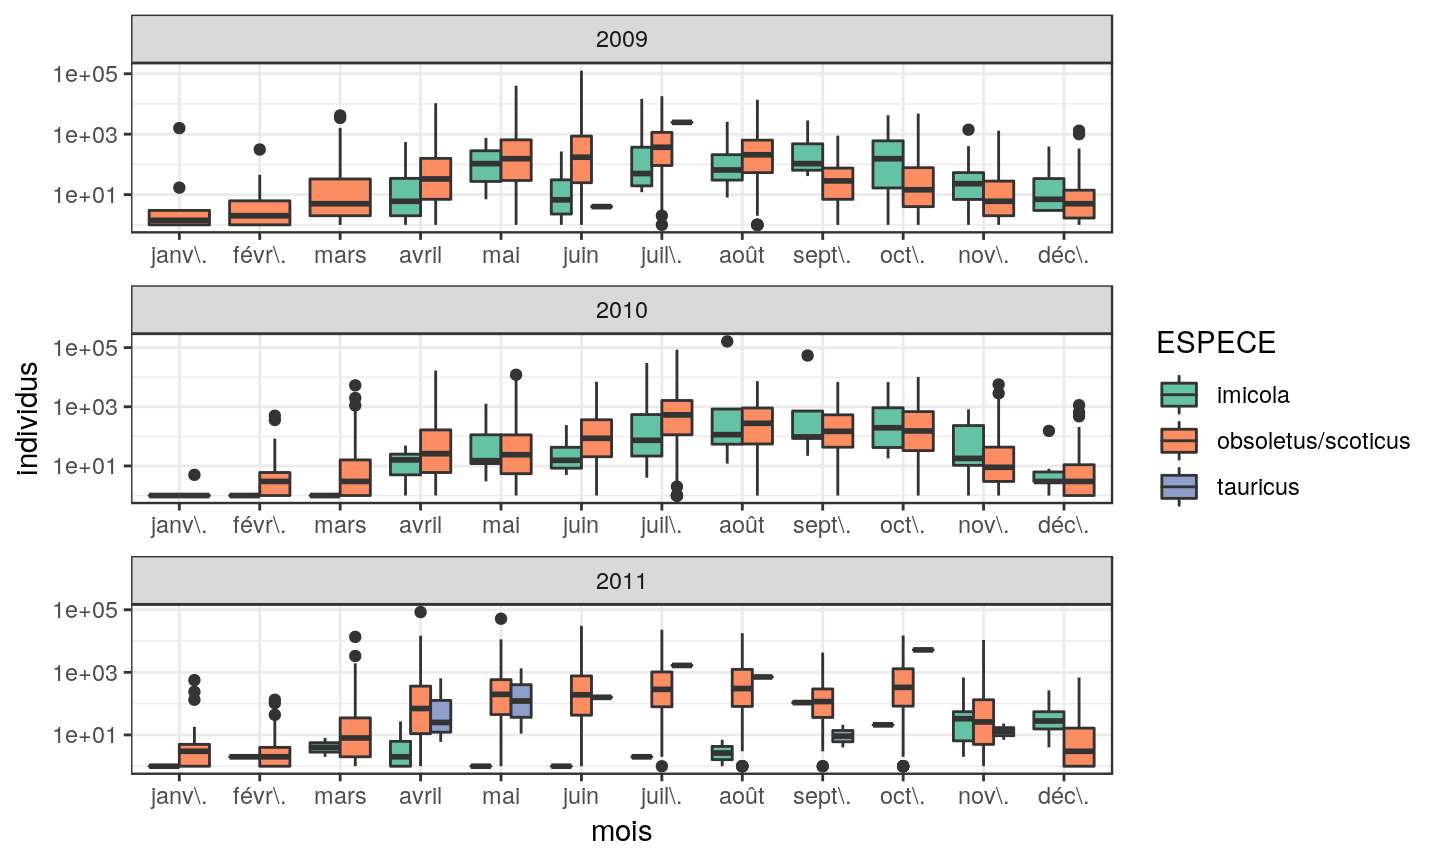 2009
1e+05
1e+03
1e+01
janv\. févr\. mars avril mai juin juil\. août sept\. oct\. nov\. déc\.
2010
1e+05
1e+03
1e+01
janv\. févr\. mars avril mai juin juil\. août sept\. oct\. nov\. déc\.
2011
1e+05
1e+03
1e+01
janv\. févr\. mars avril mai juin juil\. août sept\. oct\. nov\. déc\.
mois
individus
ESPECE
imicola
obsoletus/scoticus
tauricus